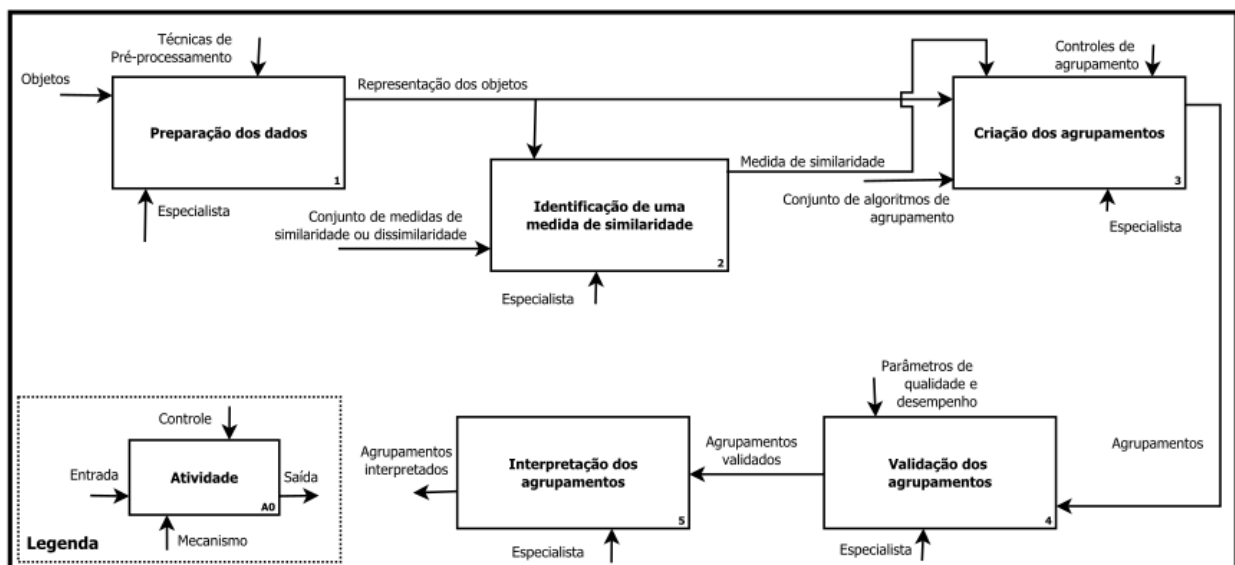 Técnicas de
Pré-processamento
Objetos
Preparação dos dados
1
Especialista
Representação dos objetos
Conjunto de medidas de
similaridade ou dissimilaridade
Identificação de uma
medida de similaridade
2
Especialista
Medida de similaridade
Controles de
agrupamento
Criação dos agrupamentos
3
Conjunto de algoritmos de
agrupamento
Especialista
Agrupamentos
Parâmetros de
qualidade e
desempenho
Validação dos
agrupamentos
4
Especialista
Agrupamentos
validados
Interpretação dos
agrupamentos
5
Especialista
Agrupamentos
interpretados
Controle
Entrada
Atividade
A0
Saída
Mecanismo
Legenda